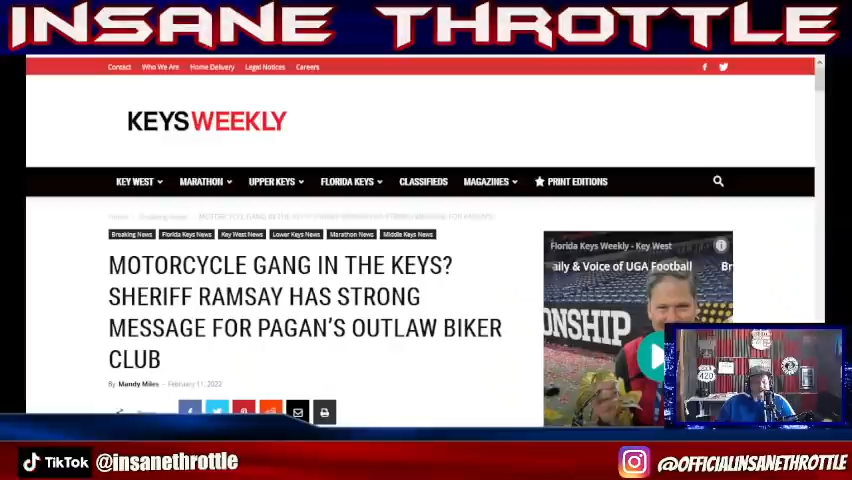 INSANE THROTTLE
Contact Who We Are Home Delivery Legal Notices Careers
KEYSWEEKLY
KEY WEST MARATHON UPPER KEYS FLORIDA KEYS CLASSIFIEDS MAGAZINES PRINT EDITIONS
Breaking News Florida Keys News Key West News Lower Keys News Marathon News Middle Keys News
MOTORCYCLE GANG IN THE KEYS?
SHERIFF RAMSAY HAS STRONG
MESSAGE FOR PAGAN'S OUTLAW BIKER
CLUB
By Mandy Miles - February 11, 2022
Florida Keys Weekly - Key West
aily & Voice of UGA Football Br
ONSHIP
420
TikTok @insanethrottle
@OFFICIALINSANETHROTTLE